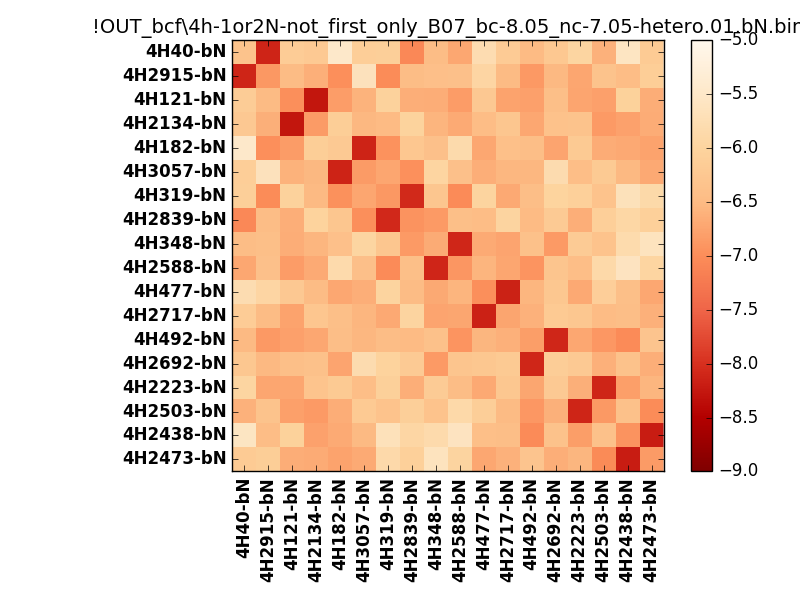 !OUT_bcf\4h-1or2N-not_first_only_B07_bc-8.05_nc-7.05-hetero.01.bN.bin
4H40-bN
4H2915-bN
4H121-bN
4H2134-bN
4H182-bN
4H3057-bN
4H319-bN
4H2839-bN
4H348-bN
4H2588-bN
4H477-bN
4H2717-bN
4H492-bN
4H2692-bN
4H2223-bN
4H2503-bN
4H2438-bN
4H2473-bN
4H40-bN
4H2915-bN
4H121-bN
4H2134-bN
4H182-bN
4H3057-bN
4H319-bN
4H2839-bN
4H348-bN
4H2588-bN
4H477-bN
4H2717-bN
4H492-bN
4H2692-bN
4H2223-bN
4H2503-bN
4H2438-bN
4H2473-bN
−5.0
−5.5
−6.0
−6.5
−7.0
−7.5
−8.0
−8.5
−9.0